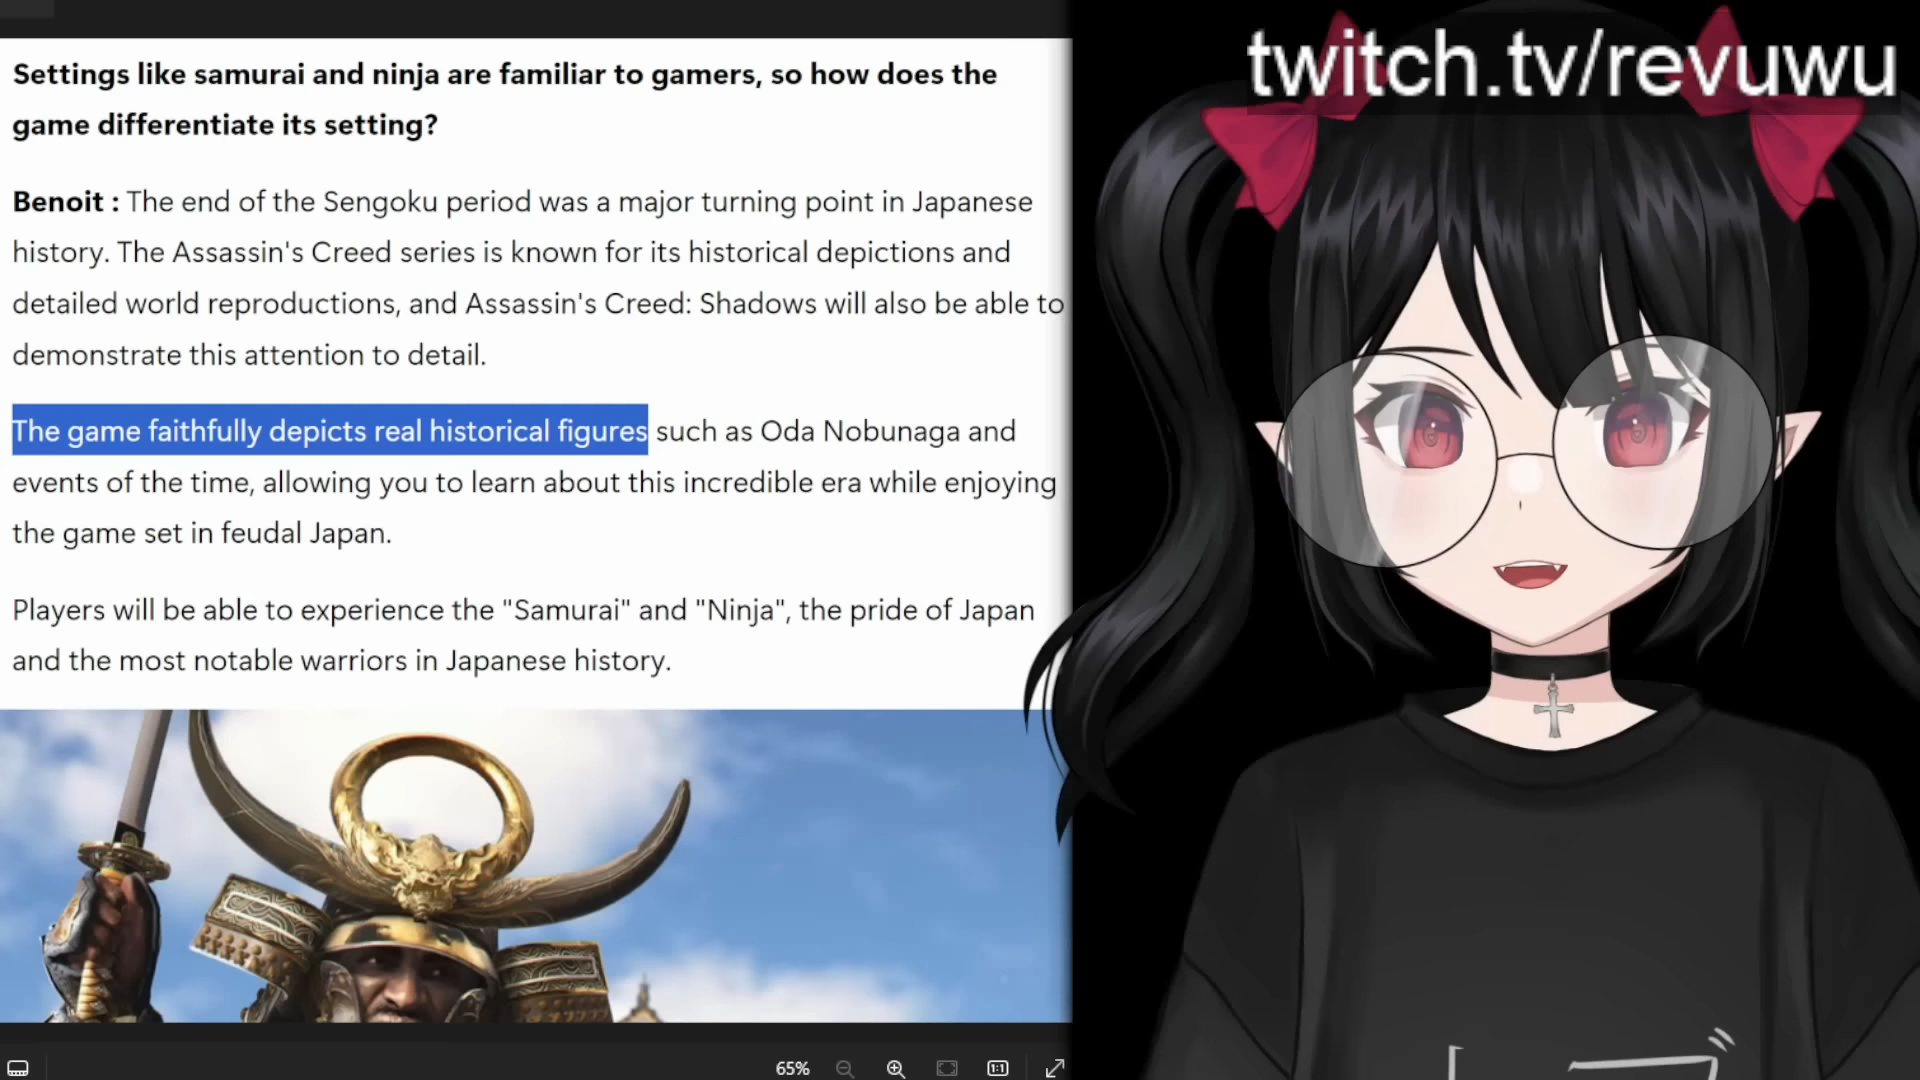 twitch.tv/revuwu
Settings like samurai and ninja are familiar to gamers, so how does the
game differentiate its setting?
Benoit : The end of the Sengoku period was a major turning point in Japanese
history. The Assassin's Creed series is known for its historical depictions and
detailed world reproductions, and Assassin's Creed: Shadows will also be able to
demonstrate this attention to detail.
The game faithfully depicts real historical figures such as Oda Nobunaga and
events of the time, allowing you to learn about this incredible era while enjoying
the game set in feudal Japan.
Players will be able to experience the "Samurai" and "Ninja", the pride of Japan
and the most notable warriors in Japanese history.
65%
1:1